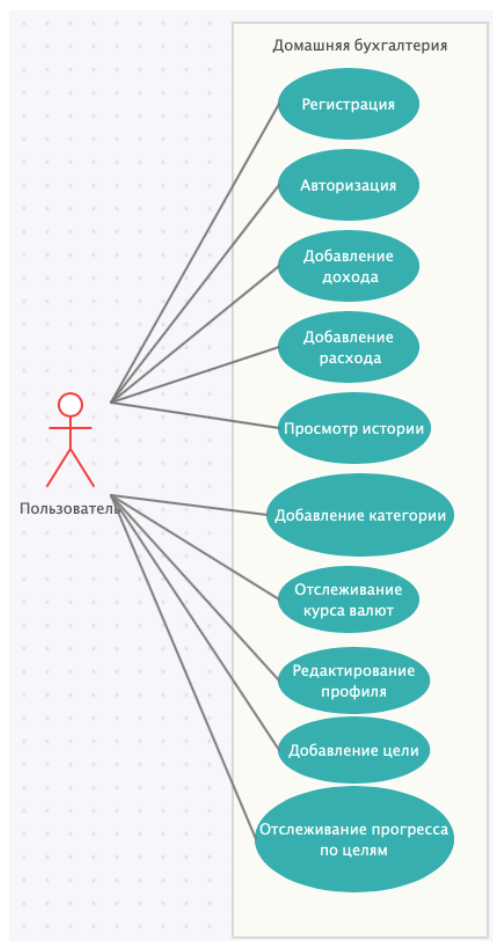 Домашняя бухгалтерия
Регистрация
Авторизация
Добавление
дохода
Добавление
расхода
Просмотр истории
Пользователь
Добавление категории
Отслеживание
курса валют
Редактирование
профиля
Добавление цели
Отслеживание прогресса
по целям